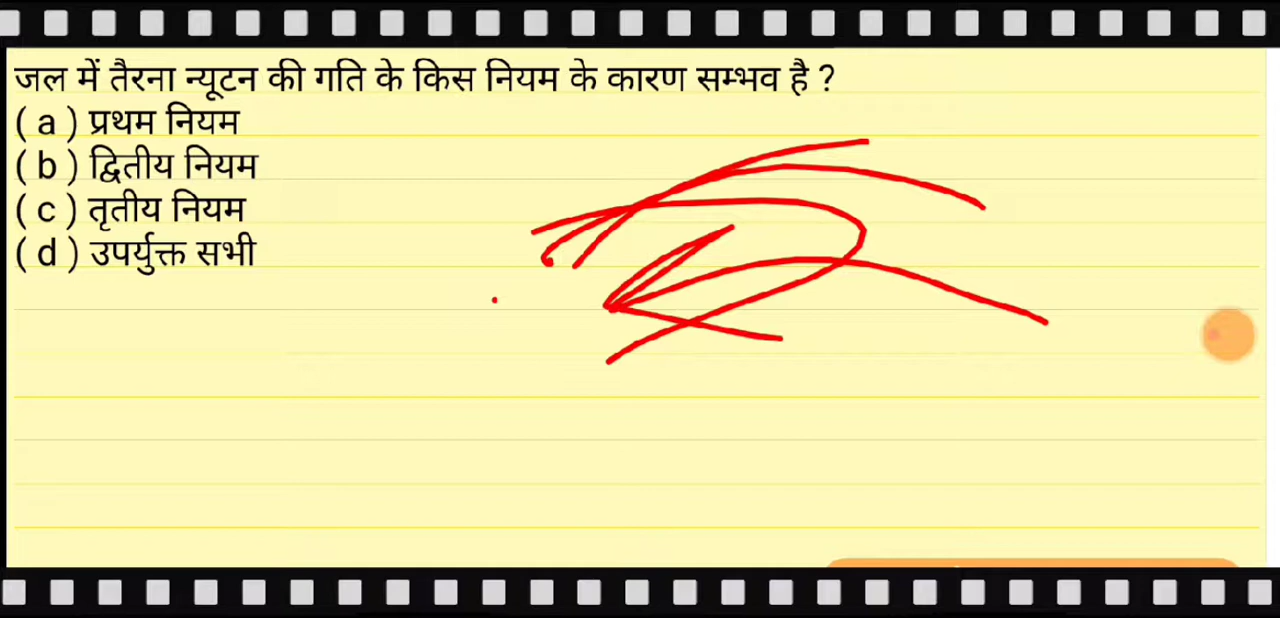 जल में तैरना न्यूटन की गति के किस नियम के कारण सम्भव है ?
( a ) प्रथम नियम
( b ) द्वितीय नियम
( c ) तृतीय नियम
( d ) उपर्युक्त सभी